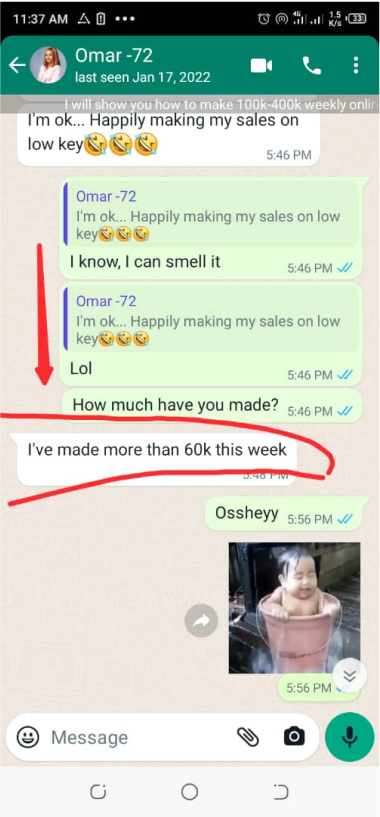 11:37 AM
4G
1.5
K/s
33
Omar -72
last seen Jan 17, 2022
I will show you how to make 100k-400k weekly onlin
I'm ok... Happily making my sales on
low key🤣🤣🤣
5:46 PM
Omar -72
I'm ok... Happily making my sales on low
key🤣🤣🤣
I know, I can smell it
5:46 PM
Omar -72
I'm ok... Happily making my sales on low
key🤣🤣🤣
Lol
5:46 PM
How much have you made?
5:46 PM
I've made more than 60k this week
5:48 PM
Ossheyy
5:56 PM
5:56 PM
Message